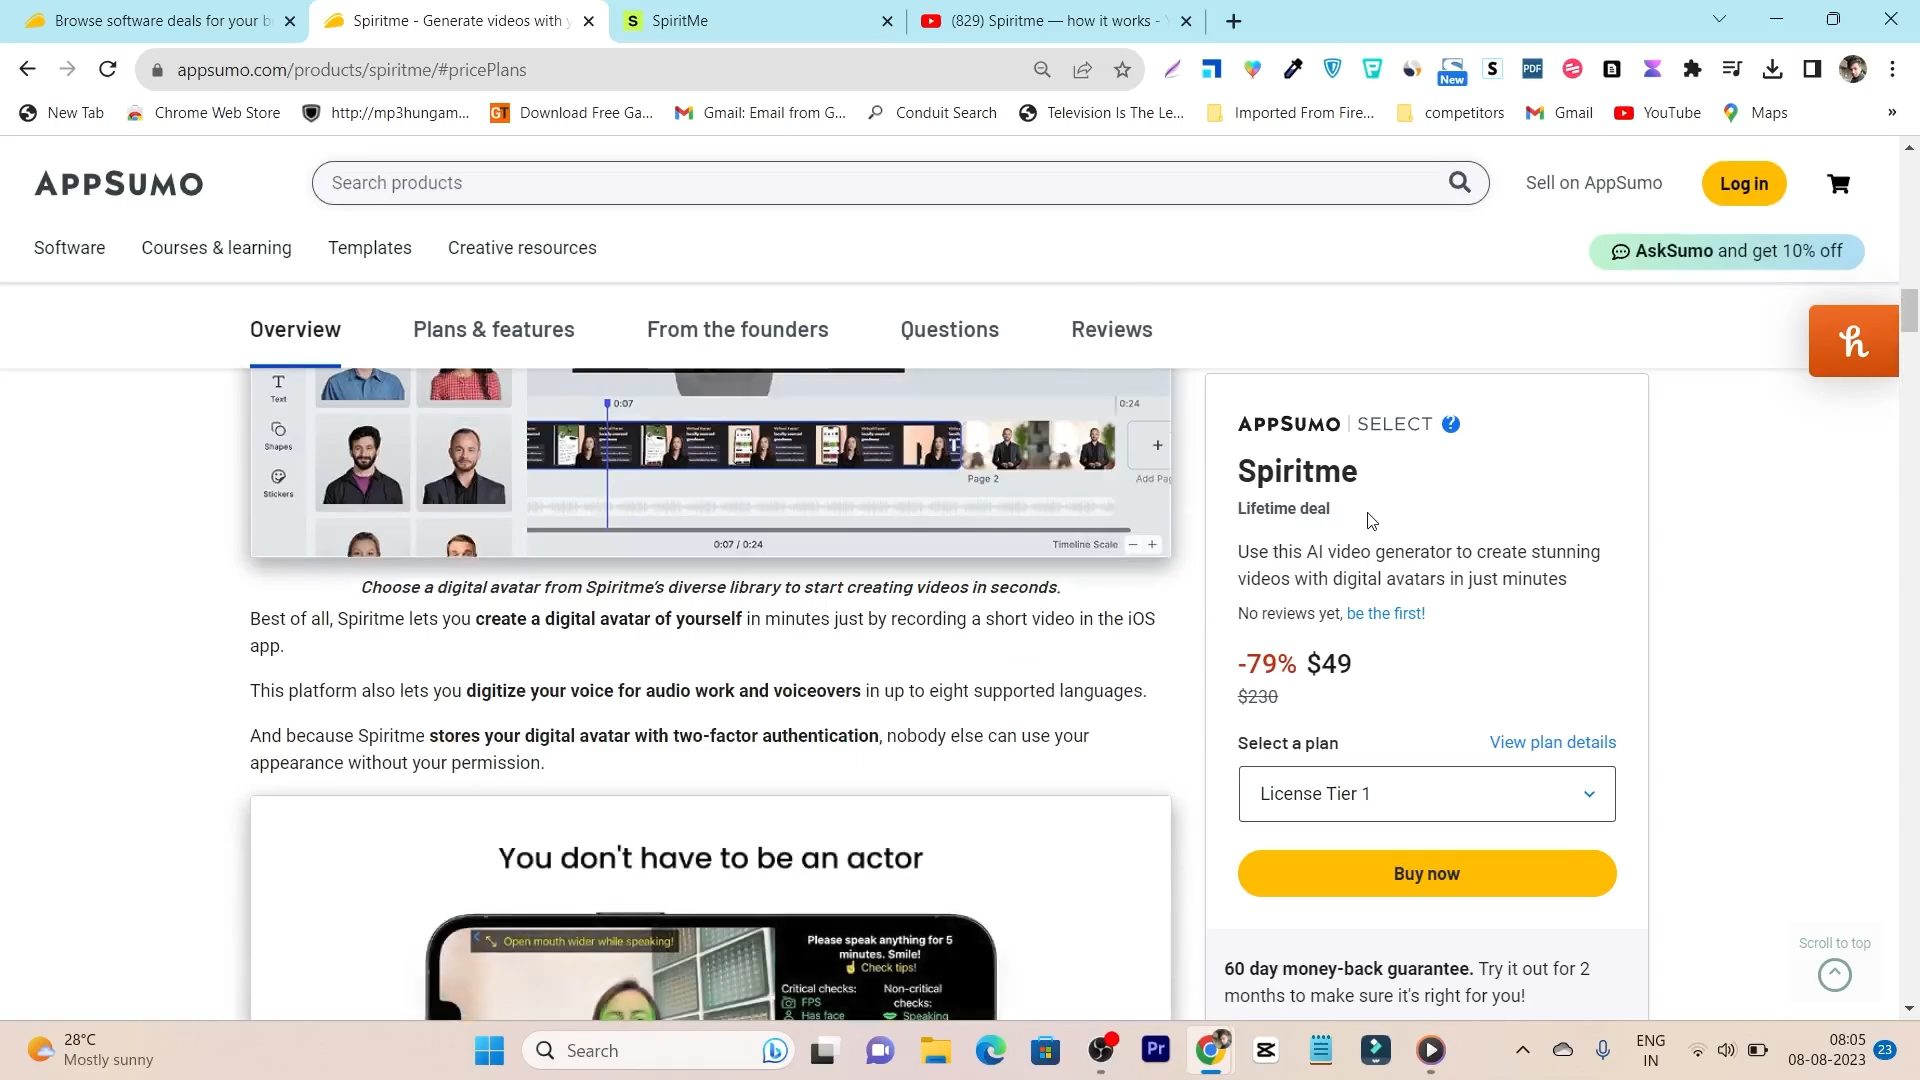 Browse software deals for your b
Spiritme - Generate videos with y
S SpiritMe
(829) Spiritme — how it works -
appsumo.com/products/spiritme/#pricePlans
New
S
PDF
New Tab
Chrome Web Store
http://mp3hungam...
GT Download Free Ga...
Gmail: Email from G...
Conduit Search
Television Is The Le...
Imported From Fire...
competitors
Gmail
YouTube
Maps
»
APPSUMO
Search products
Sell on AppSumo
Log in
Software
Courses & learning
Templates
Creative resources
AskSumo and get 10% off
Overview
Plans & features
From the founders
Questions
Reviews
h
T
Text
Shapes
Stickers
0:07
0:24
Page 2
Add Pag
0:07 / 0:24
Timeline Scale
Choose a digital avatar from Spiritme's diverse library to start creating videos in seconds.
Best of all, Spiritme lets you create a digital avatar of yourself in minutes just by recording a short video in the iOS
app.
This platform also lets you digitize your voice for audio work and voiceovers in up to eight supported languages.
And because Spiritme stores your digital avatar with two-factor authentication, nobody else can use your
appearance without your permission.
You don't have to be an actor
Open mouth wider while speaking!
Please speak anything for 5
minutes. Smile!
Check tips!
Critical checks:
FPS
Has face
Non-critical
checks:
Speaking
APPSUMO | SELECT ?
Spiritme
Lifetime deal
Use this AI video generator to create stunning
videos with digital avatars in just minutes
No reviews yet, be the first!
-79% $49
$230
Select a plan
View plan details
License Tier 1
Buy now
60 day money-back guarantee. Try it out for 2
months to make sure it's right for you!
Scroll to top
28°C
Mostly sunny
Search
Pr
ENG
IN
08:05
08-08-2023
23